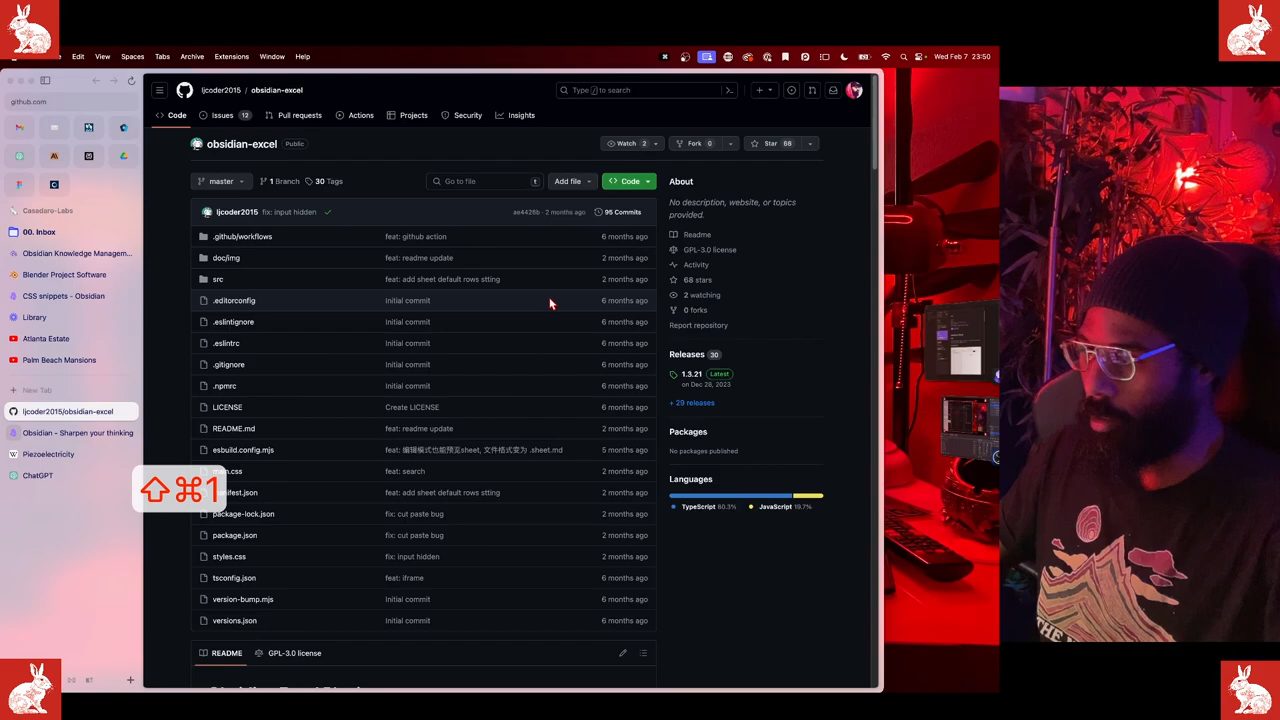 Edit View Spaces Tabs Archive Extensions Window Help
Wed Feb 7 23:50
github.com
Casadaro-Labs
00. Inbox
Obsidian Knowledge Managem...
Blender Project Software
CSS snippets - Obsidian
Library
Atlanta Estate
Palm Beach Mansions
New Tab
ljcoder2015/obsidian-excel
Obsidian - Sharpen your thinking
Piezoelectricity
ChatGPT
⇧⌘1
ljcoder2015 / obsidian-excel
Type / to search
Code Issues 12 Pull requests Actions Projects Security Insights
obsidian-excel Public
Watch 2 Fork 0 Star 68
master 1 Branch 30 Tags Go to file t Add file Code
ljcoder2015 fix: input hidden ae4426b · 2 months ago 95 Commits
.github/workflows feat: github action 6 months ago
doc/img feat: readme update 2 months ago
src feat: add sheet default rows stting 2 months ago
.editorconfig Initial commit 6 months ago
.eslintignore Initial commit 6 months ago
.eslintrc Initial commit 6 months ago
.gitignore Initial commit 6 months ago
.npmrc Initial commit 6 months ago
LICENSE Create LICENSE 6 months ago
README.md feat: readme update 2 months ago
esbuild.config.mjs feat: 编辑模式也能预览sheet, 文件格式变为 .sheet.md 5 months ago
main.css feat: search 2 months ago
manifest.json feat: add sheet default rows stting 2 months ago
package-lock.json fix: cut paste bug 2 months ago
package.json fix: cut paste bug 2 months ago
styles.css fix: input hidden 2 months ago
tsconfig.json feat: iframe 2 months ago
version-bump.mjs Initial commit 6 months ago
versions.json Initial commit 6 months ago
README GPL-3.0 license
About
No description, website, or topics
provided.
Readme
GPL-3.0 license
Activity
68 stars
2 watching
0 forks
Report repository
Releases 30
1.3.21 Latest
on Dec 28, 2023
+ 29 releases
Packages
No packages published
Languages
TypeScript 80.3% JavaScript 19.7%
THE